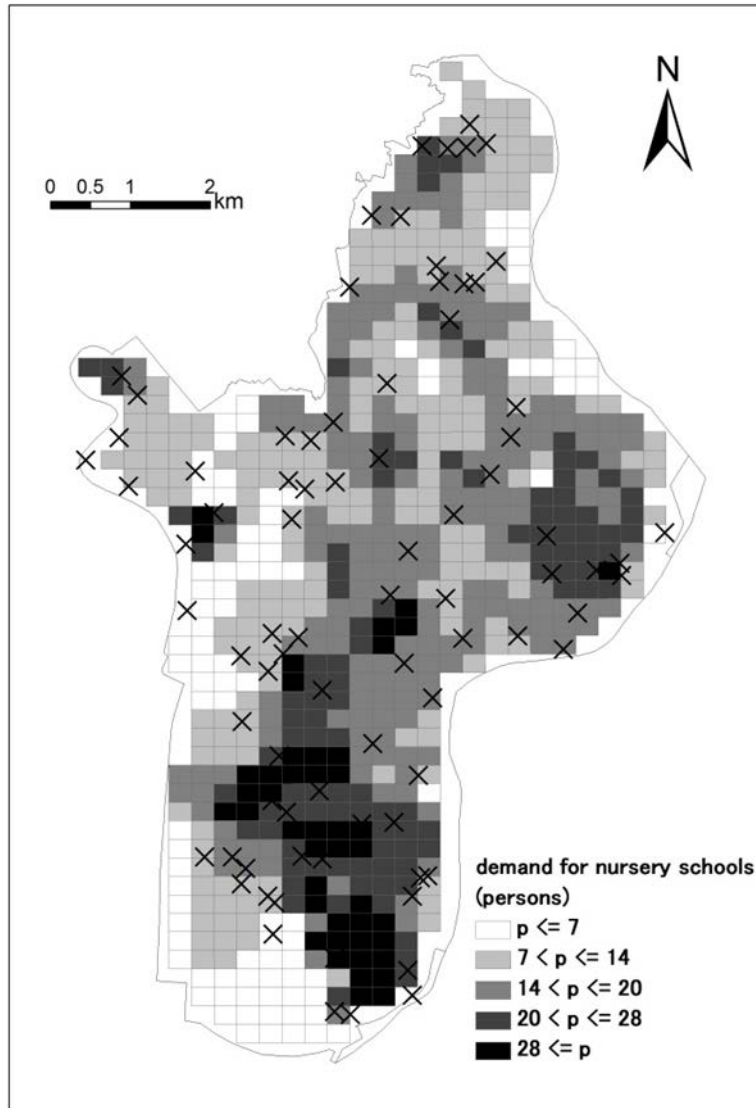 N
0 0.5 1 2
km
demand for nursery schools
(persons)
p <= 7
7 < p <= 14
14 < p <= 20
20 < p <= 28
28 <= p